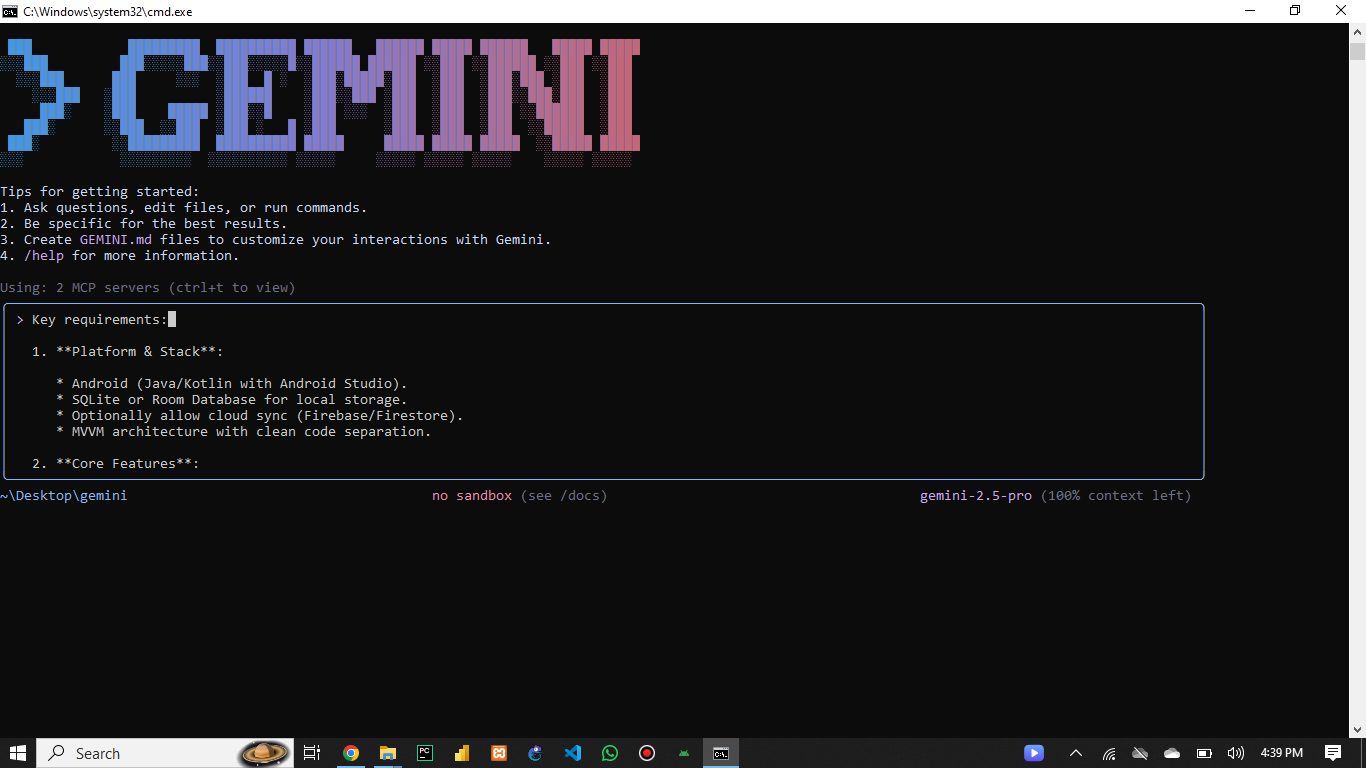 C:\Windows\system32\cmd.exe
> GEMINI
Tips for getting started:
1. Ask questions, edit files, or run commands.
2. Be specific for the best results.
3. Create GEMINI.md files to customize your interactions with Gemini.
4. /help for more information.
Using: 2 MCP servers (ctrl+t to view)
> Key requirements:
1. **Platform & Stack**:
* Android (Java/Kotlin with Android Studio).
* SQLite or Room Database for local storage.
* Optionally allow cloud sync (Firebase/Firestore).
* MVVM architecture with clean code separation.
2. **Core Features**:
~\Desktop\gemini no sandbox (see /docs) gemini-2.5-pro (100% context left)
Search 4:39 PM